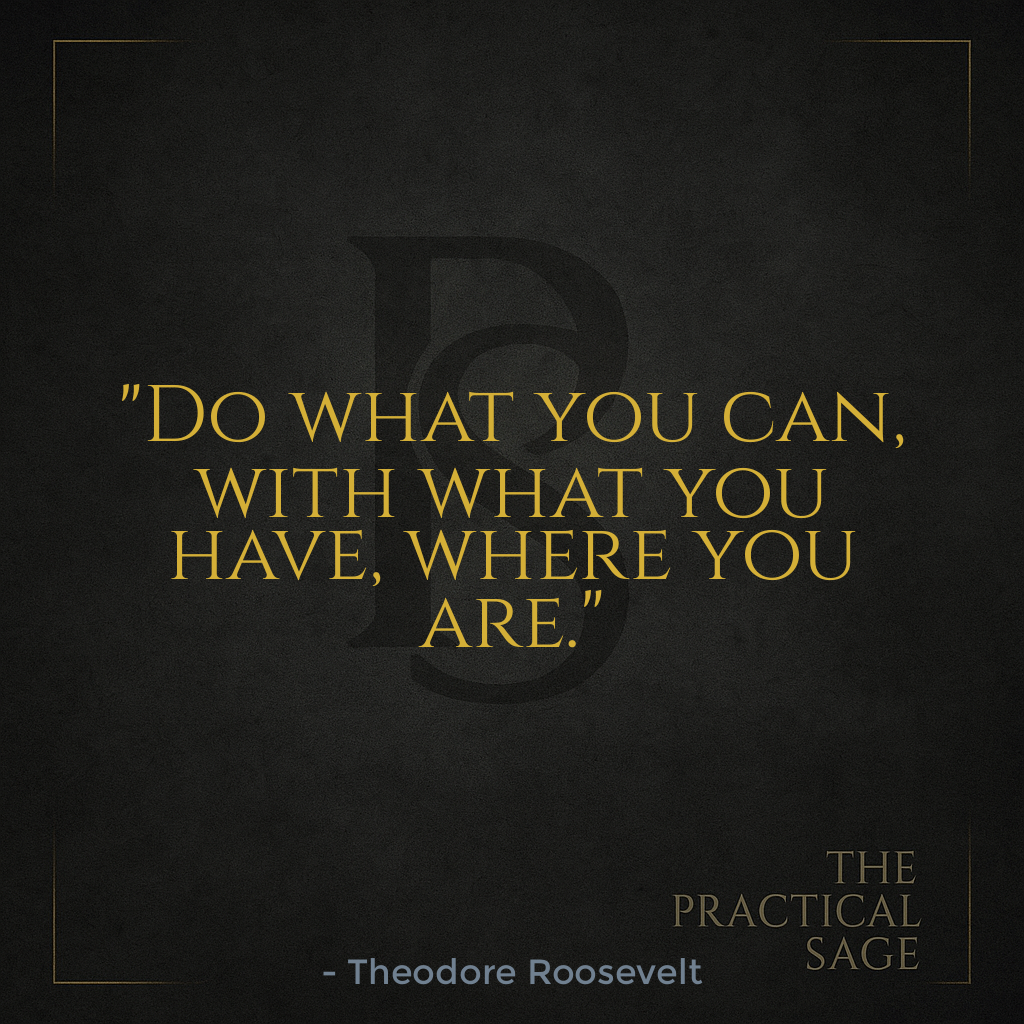 "Do what you can,
with what you
have, where you
are."
THE
PRACTICAL
SAGE
- Theodore Roosevelt